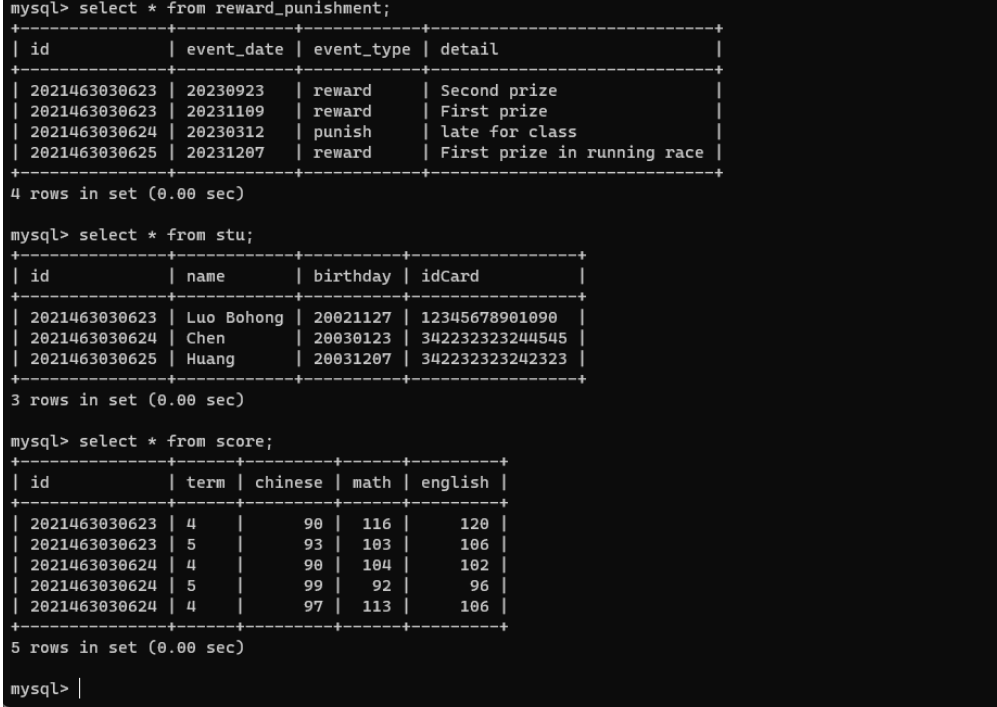 mysql> select * from reward_punishment;
+---------------+------------+------------+-----------------------------+
| id            | event_date | event_type | detail                      |
+---------------+------------+------------+-----------------------------+
| 2021463030623 | 20230923   | reward     | Second prize                |
| 2021463030623 | 20231109   | reward     | First prize                 |
| 2021463030624 | 20230312   | punish     | late for class              |
| 2021463030625 | 20231207   | reward     | First prize in running race |
+---------------+------------+------------+-----------------------------+
4 rows in set (0.00 sec)
mysql> select * from stu;
+---------------+------------+----------+-----------------+
| id            | name       | birthday | idCard          |
+---------------+------------+----------+-----------------+
| 2021463030623 | Luo Bohong | 20021127 | 12345678901090  |
| 2021463030624 | Chen       | 20030123 | 342232323244545 |
| 2021463030625 | Huang      | 20031207 | 342232323242323 |
+---------------+------------+----------+-----------------+
3 rows in set (0.00 sec)
mysql> select * from score;
+---------------+------+---------+------+---------+
| id            | term | chinese | math | english |
+---------------+------+---------+------+---------+
| 2021463030623 | 4    |      90 |  116 |     120 |
| 2021463030623 | 5    |      93 |  103 |     106 |
| 2021463030624 | 4    |      90 |  104 |     102 |
| 2021463030624 | 5    |      99 |   92 |      96 |
| 2021463030624 | 4    |      97 |  113 |     106 |
+---------------+------+---------+------+---------+
5 rows in set (0.00 sec)
mysql>